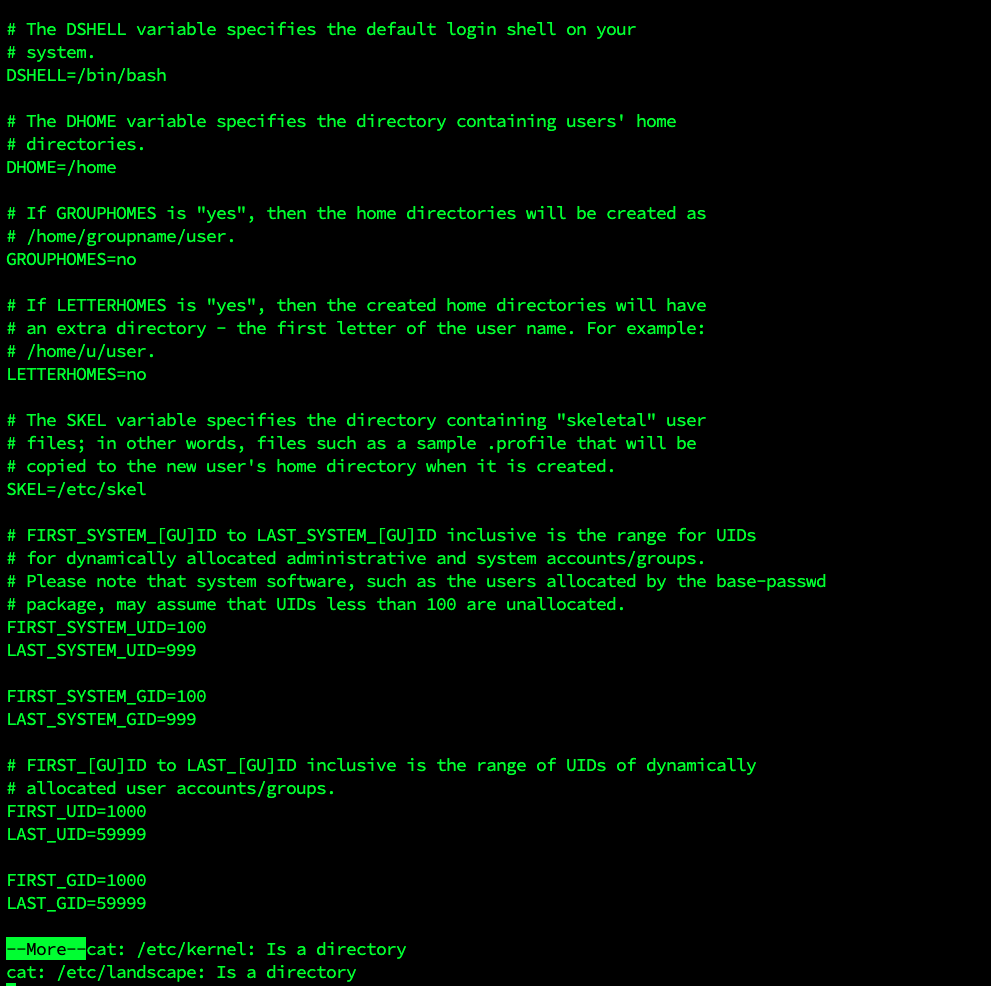 # The DSHELL variable specifies the default login shell on your
# system.
DSHELL=/bin/bash
# The DHOME variable specifies the directory containing users' home
# directories.
DHOME=/home
# If GROUPHOMES is "yes", then the home directories will be created as
# /home/groupname/user.
GROUPHOMES=no
# If LETTERHOMES is "yes", then the created home directories will have
# an extra directory - the first letter of the user name. For example:
# /home/u/user.
LETTERHOMES=no
# The SKEL variable specifies the directory containing "skeletal" user
# files; in other words, files such as a sample .profile that will be
# copied to the new user's home directory when it is created.
SKEL=/etc/skel
# FIRST_SYSTEM_[GU]ID to LAST_SYSTEM_[GU]ID inclusive is the range for UIDs
# for dynamically allocated administrative and system accounts/groups.
# Please note that system software, such as the users allocated by the base-passwd
# package, may assume that UIDs less than 100 are unallocated.
FIRST_SYSTEM_UID=100
LAST_SYSTEM_UID=999
FIRST_SYSTEM_GID=100
LAST_SYSTEM_GID=999
# FIRST_[GU]ID to LAST_[GU]ID inclusive is the range of UIDs of dynamically
# allocated user accounts/groups.
FIRST_UID=1000
LAST_UID=59999
FIRST_GID=1000
LAST_GID=59999
--More--cat: /etc/kernel: Is a directory
cat: /etc/landscape: Is a directory